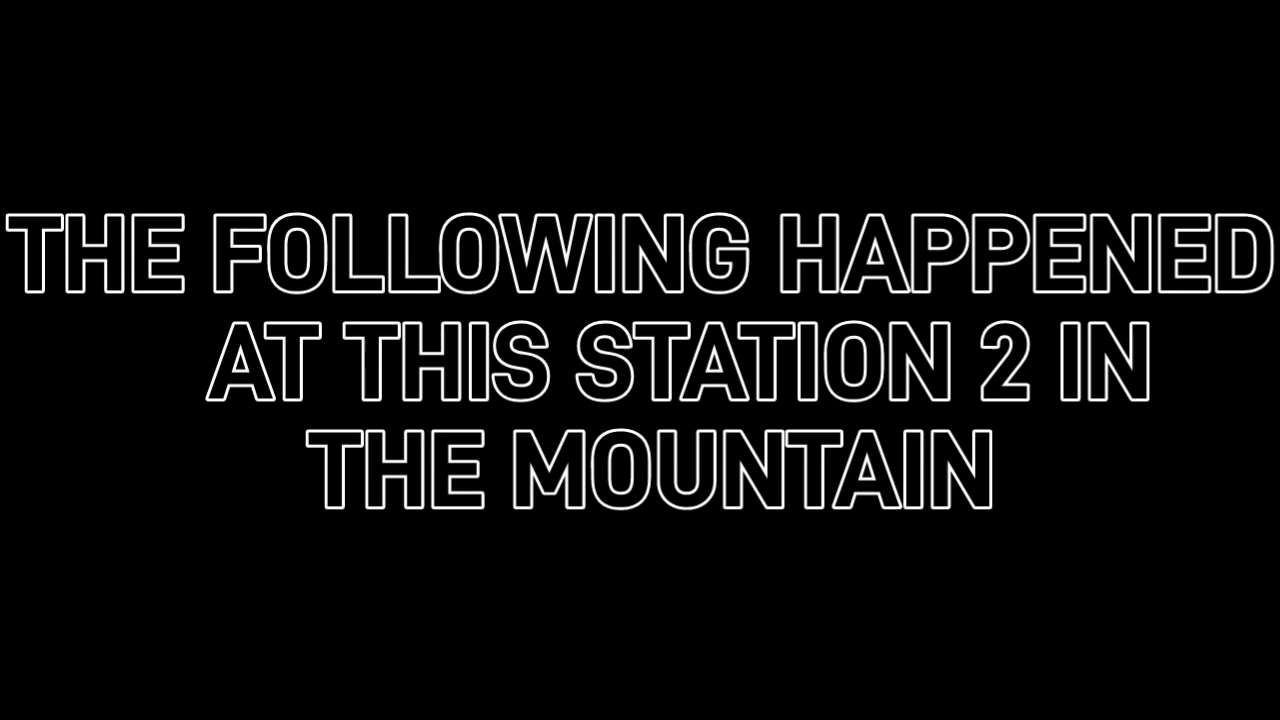 THE FOLLOWING HAPPENED
AT THIS STATION 2 IN
THE MOUNTAIN